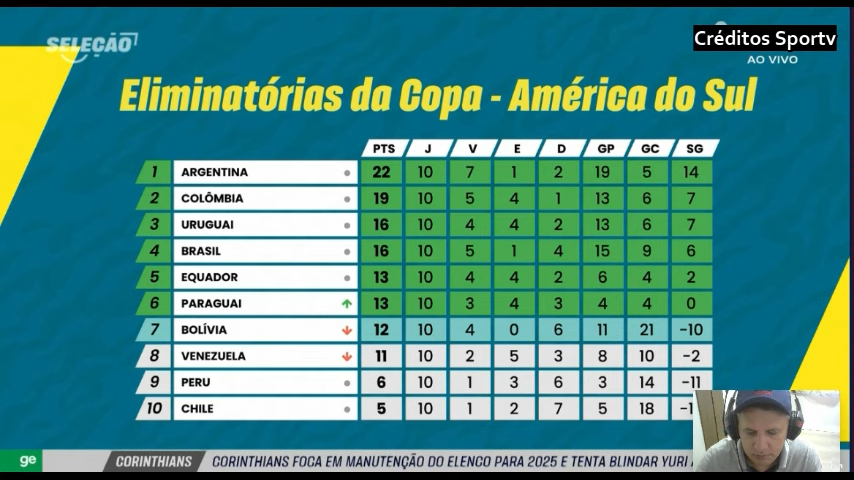 SELEÇÃO
Créditos Sportv
AO VIVO
Eliminatórias da Copa - América do Sul
PTS J V E D GP GC SG
1 ARGENTINA 22 10 7 1 2 19 5 14
2 COLÔMBIA 19 10 5 4 1 13 6 7
3 URUGUAI 16 10 4 4 2 13 6 7
4 BRASIL 16 10 5 1 4 15 9 6
5 EQUADOR 13 10 4 4 2 6 4 2
6 PARAGUAI 13 10 3 4 3 4 4 0
7 BOLÍVIA 12 10 4 0 6 11 21 -10
8 VENEZUELA 11 10 2 5 3 8 10 -2
9 PERU 6 10 1 3 6 3 14 -11
10 CHILE 5 10 1 2 7 5 18
ge CORINTHIANS CORINTHIANS FOCA EM MANUTENÇÃO DO ELENCO PARA 2025 E TENTA BLINDAR YURI